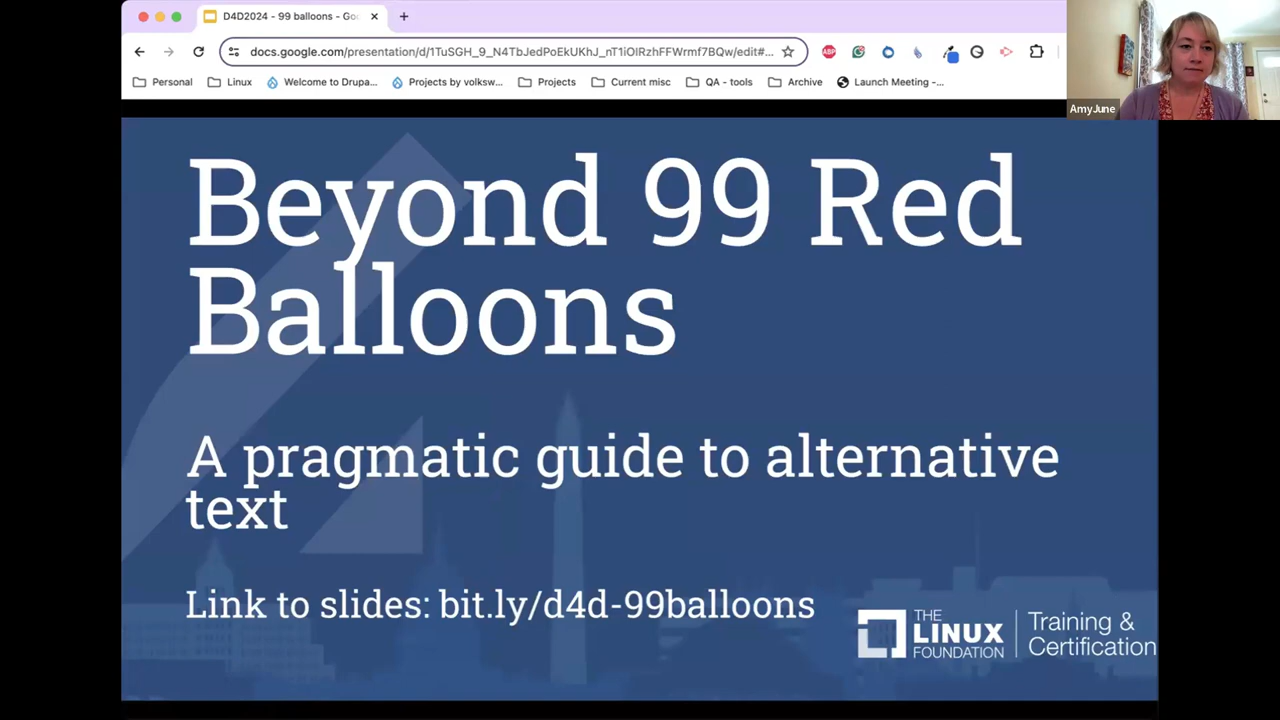 D4D2024 - 99 balloons - Goo
docs.google.com/presentation/d/1TuSGH_9_N4TbJedPoEkUKhJ_nT1iOIRzhFFWrmf7BQw/edit#...
ABP
Personal
Linux
Welcome to Drupa...
Projects by volksw...
Projects
Current misc
QA - tools
Archive
Launch Meeting -...
AmyJune
Beyond 99 Red
Balloons
A pragmatic guide to alternative
text
Link to slides: bit.ly/d4d-99balloons
THE
LINUX
FOUNDATION
Training &
Certification